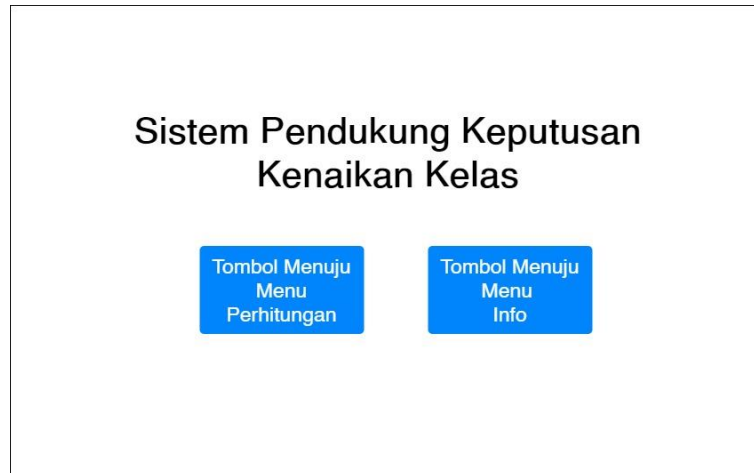 Sistem Pendukung Keputusan
Kenaikan Kelas
Tombol Menuju
Menu
Perhitungan
Tombol Menuju
Menu
Info